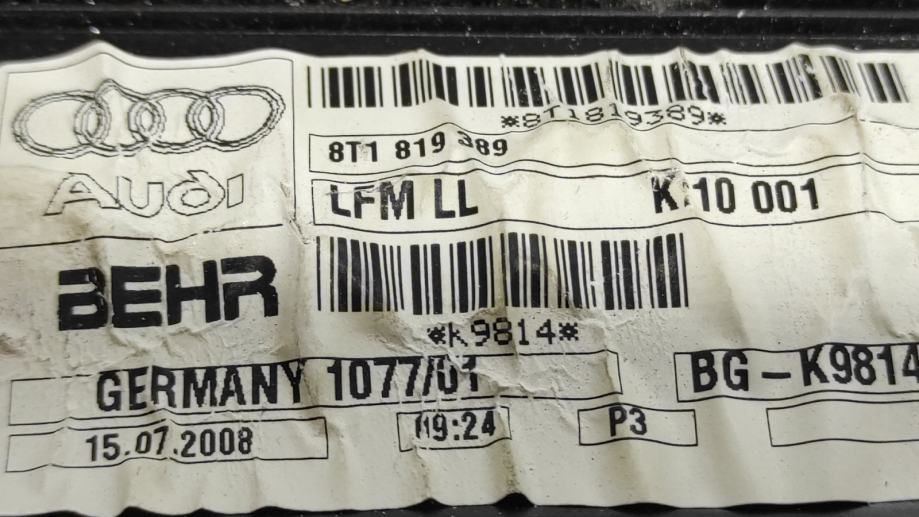 *8T1819389*
8T1 819 389
AUDI
LFM LL K 10 001
BEHR
*K9814*
GERMANY 1077/01 BG-K9814
15.07.2008 19:24 P3